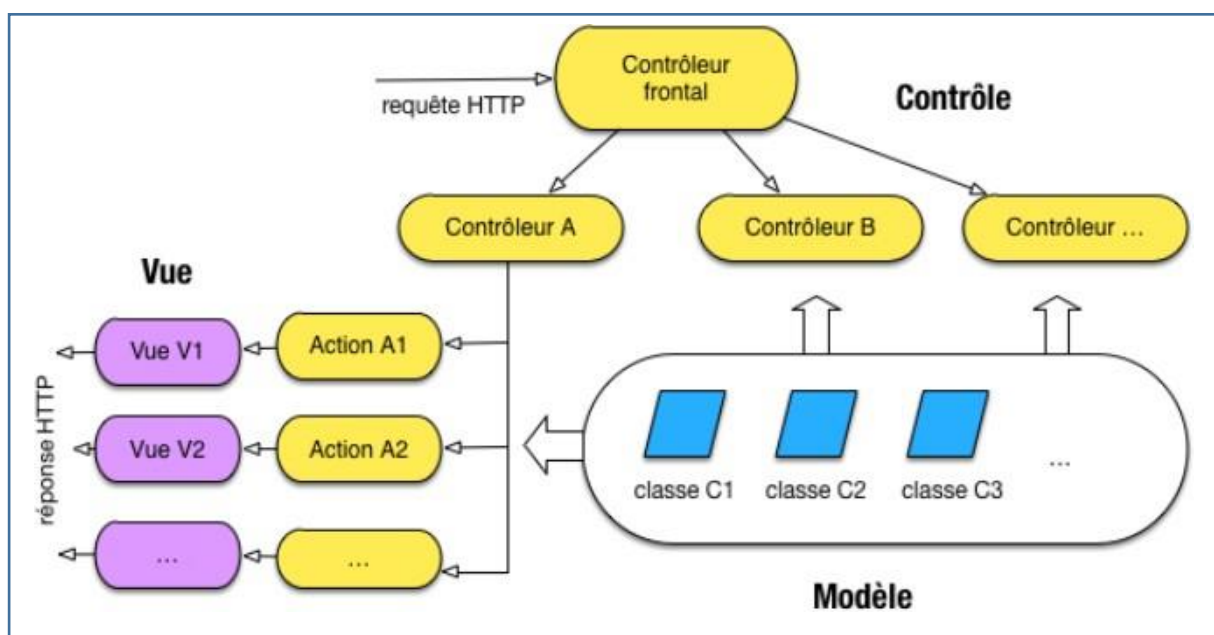 Contrôleur
frontal
requête HTTP
Contrôle
Contrôleur A
Contrôleur B
Contrôleur ...
Vue
Vue V1
Action A1
Vue V2
Action A2
...
...
réponse HTTP
classe C1
classe C2
classe C3
...
Modèle